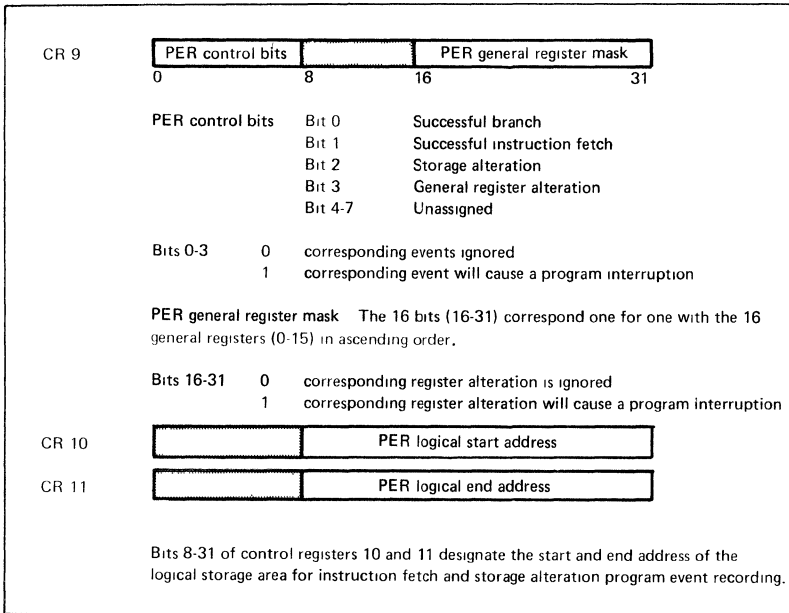 CR 9 PER control bits PER general register mask
0 8 16 31
PER control bits Bit 0 Successful branch
Bit 1 Successful instruction fetch
Bit 2 Storage alteration
Bit 3 General register alteration
Bit 4-7 Unassigned
Bits 0-3 0 corresponding events ignored
1 corresponding event will cause a program interruption
PER general register mask The 16 bits (16-31) correspond one for one with the 16
general registers (0-15) in ascending order.
Bits 16-31 0 corresponding register alteration is ignored
1 corresponding register alteration will cause a program interruption
CR 10 PER logical start address
CR 11 PER logical end address
Bits 8-31 of control registers 10 and 11 designate the start and end address of the
logical storage area for instruction fetch and storage alteration program event recording.